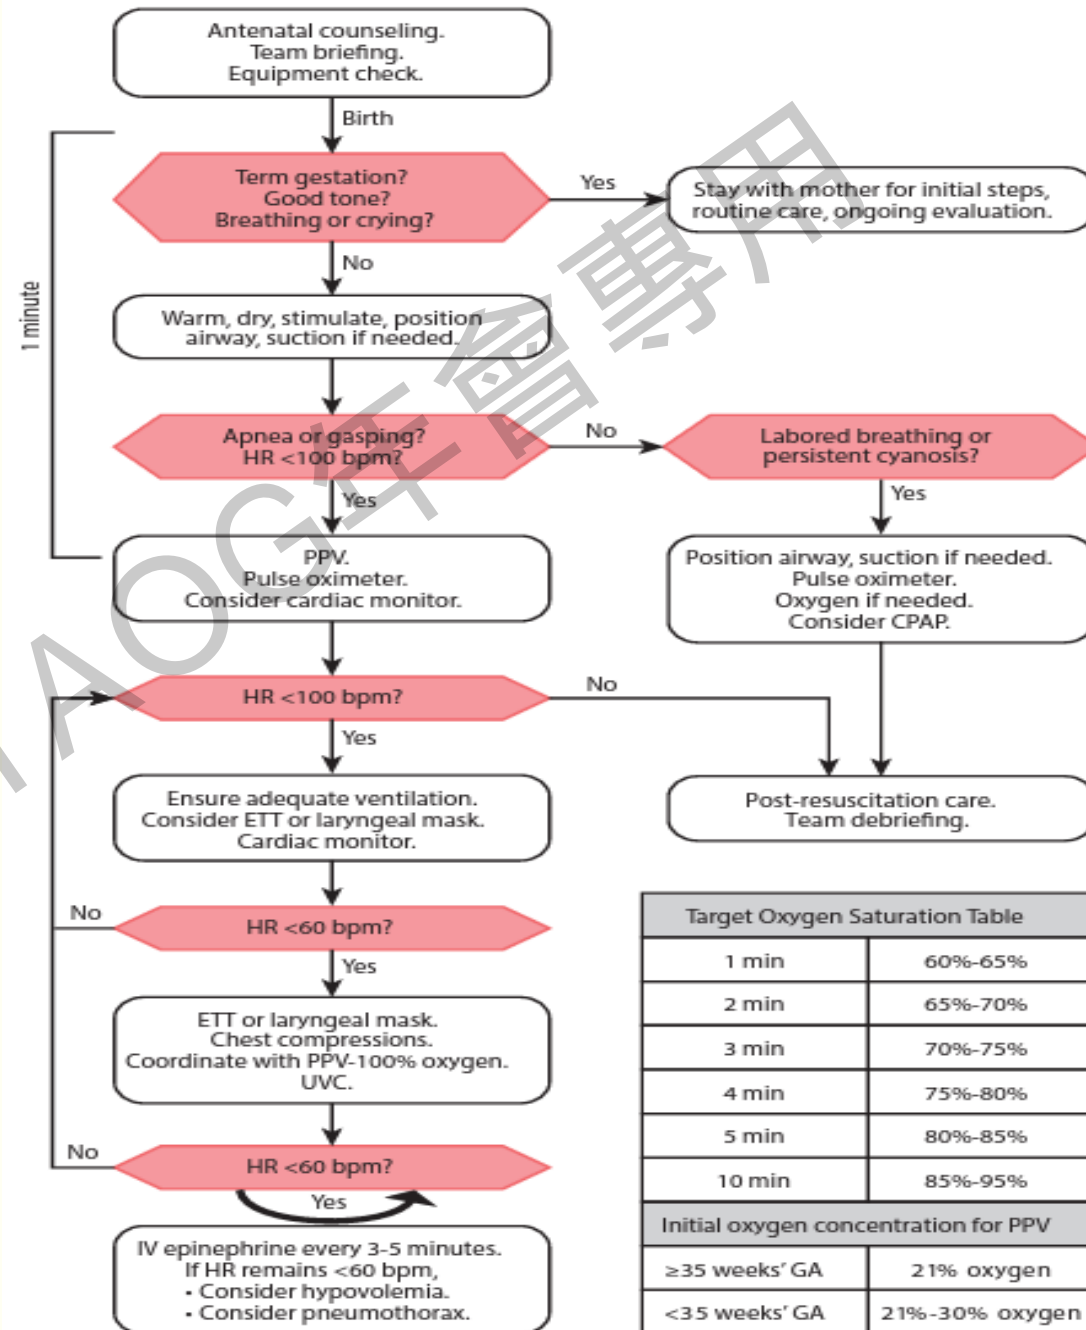 Antenatal counseling.
Team briefing.
Equipment check.
Birth
1 minute
Term gestation?
Good tone?
Breathing or crying?
Yes
Stay with mother for initial steps,
routine care, ongoing evaluation.
No
Warm, dry, stimulate, position
airway, suction if needed.
Apnea or gasping?
HR <100 bpm?
No
Labored breathing or
persistent cyanosis?
Yes
Yes
PPV.
Pulse oximeter.
Consider cardiac monitor.
Position airway, suction if needed.
Pulse oximeter.
Oxygen if needed.
Consider CPAP.
HR <100 bpm?
No
Yes
Ensure adequate ventilation.
Consider ETT or laryngeal mask.
Cardiac monitor.
Post-resuscitation care.
Team debriefing.
HR <60 bpm?
No
Yes
ETT or laryngeal mask.
Chest compressions.
Coordinate with PPV-100% oxygen.
UVC.
HR <60 bpm?
No
Yes
IV epinephrine every 3-5 minutes.
If HR remains <60 bpm,
• Consider hypovolemia.
• Consider pneumothorax.
Target Oxygen Saturation Table
1 min 60%-65%
2 min 65%-70%
3 min 70%-75%
4 min 75%-80%
5 min 80%-85%
10 min 85%-95%
Initial oxygen concentration for PPV
≥35 weeks' GA 21% oxygen
<35 weeks' GA 21%-30% oxygen
TAOG年會專用